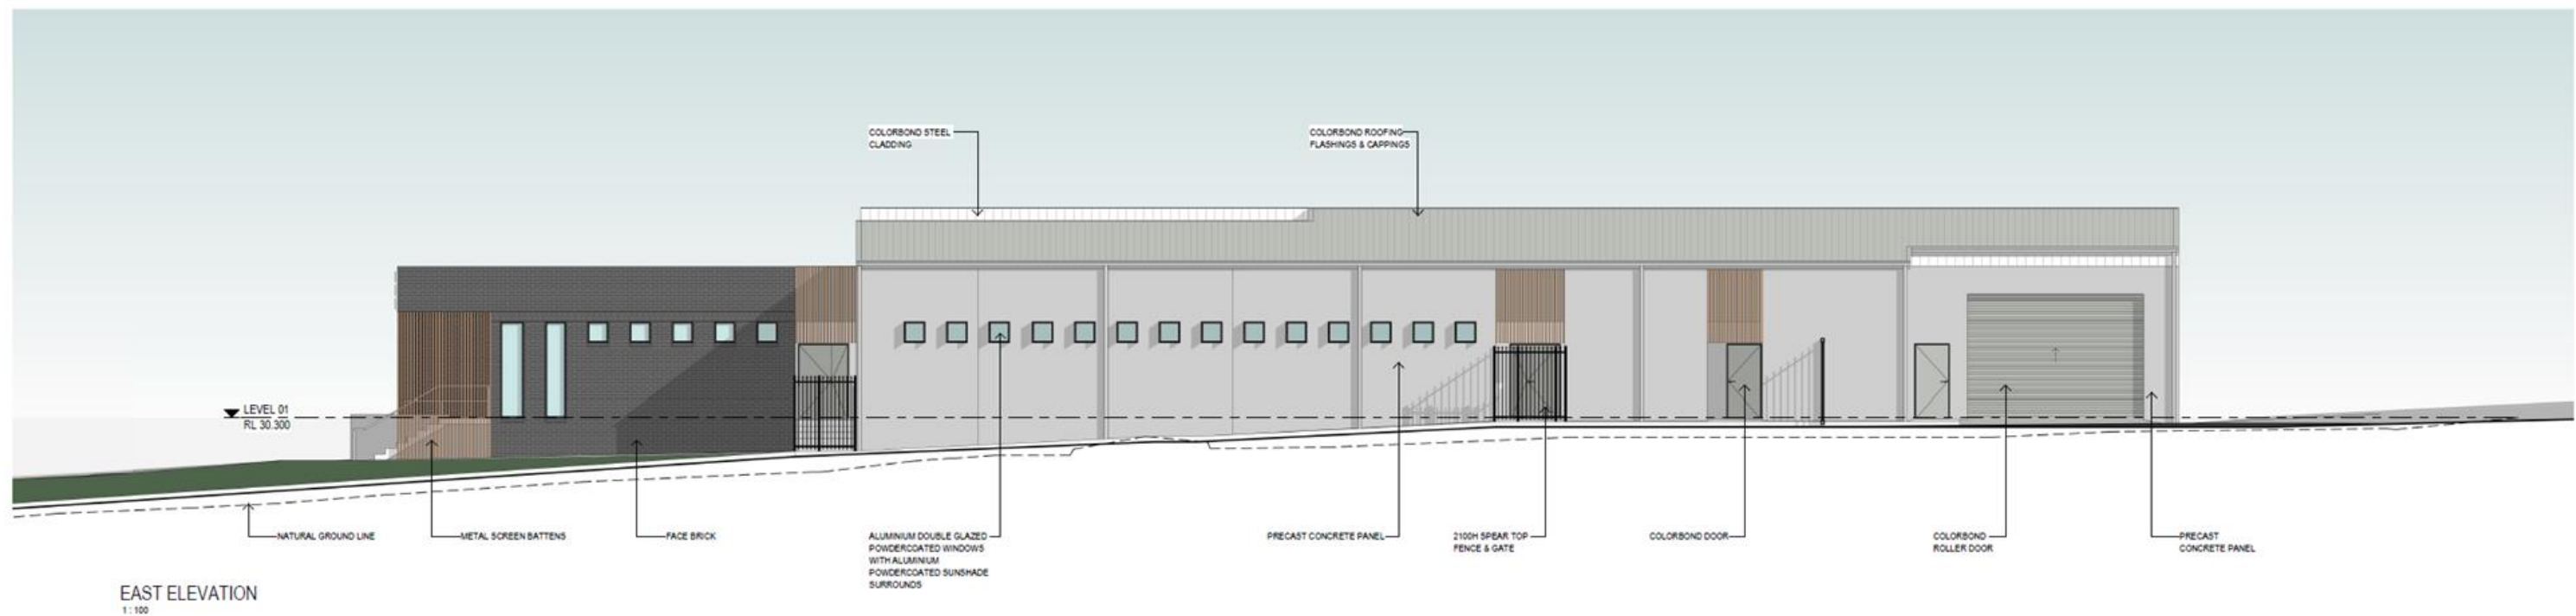 COLORBOND STEEL
CLADDING
COLORBOND ROOFING
FLASHINGS & CAPPINGS
LEVEL 01
RL 30.300
NATURAL GROUND LINE
METAL SCREEN BATTENS
FACE BRICK
ALUMINIUM DOUBLE GLAZED
POWDERCOATED WINDOWS
WITH ALUMINIUM
POWDERCOATED SUNSHADE
SURROUNDS
PRECAST CONCRETE PANEL
2100H SPEAR TOP
FENCE & GATE
COLORBOND DOOR
COLORBOND
ROLLER DOOR
PRECAST
CONCRETE PANEL
EAST ELEVATION
1 : 100